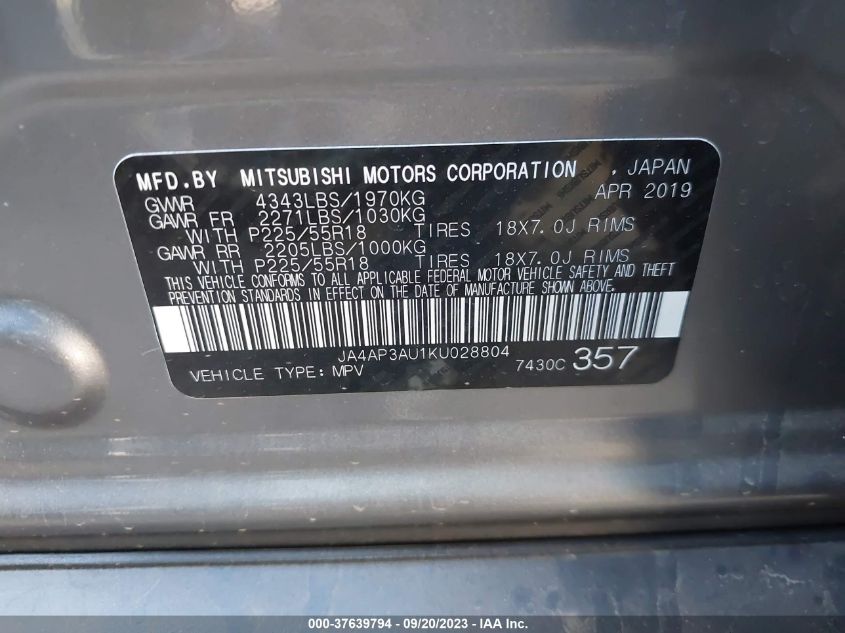 MFD.BY MITSUBISHI MOTORS CORPORATION , JAPAN
GVWR 4343LBS/1970KG APR 2019
GAWR FR 2271LBS/1030KG
WITH P225/55R18 TIRES 18X7.0J RIMS
GAWR RR 2205LBS/1000KG
WITH P225/55R18 TIRES 18X7.0J RIMS
THIS VEHICLE CONFORMS TO ALL APPLICABLE FEDERAL MOTOR VEHICLE SAFETY AND THEFT
PREVENTION STANDARDS IN EFFECT ON THE DATE OF MANUFACTURE SHOWN ABOVE.
JA4AP3AU1KU028804
VEHICLE TYPE: MPV 7430C 357
000-37639794 - 09/20/2023 - IAA Inc.